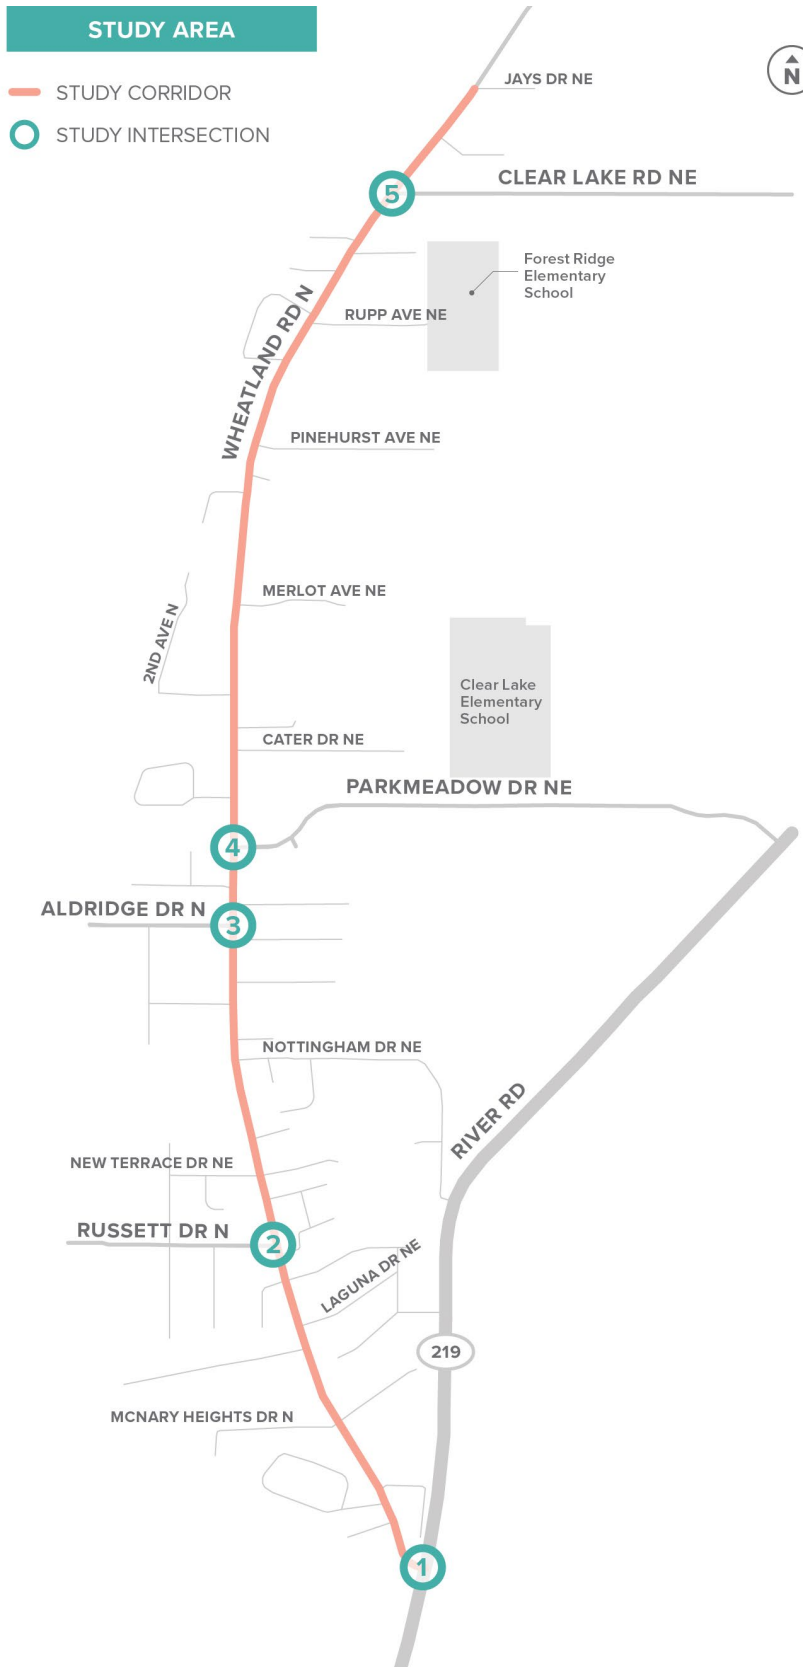 STUDY AREA
STUDY CORRIDOR
STUDY INTERSECTION
JAYS DR NE
N
CLEAR LAKE RD NE
5
Forest Ridge
Elementary
School
WHEATLAND RD N
RUPP AVE NE
PINEHURST AVE NE
MERLOT AVE NE
2ND AVE N
Clear Lake
Elementary
School
CATER DR NE
PARKMEADOW DR NE
4
ALDRIDGE DR N
3
NOTTINGHAM DR NE
RIVER RD
NEW TERRACE DR NE
RUSSETT DR N
2
LAGUNA DR NE
219
MCNARY HEIGHTS DR N
1